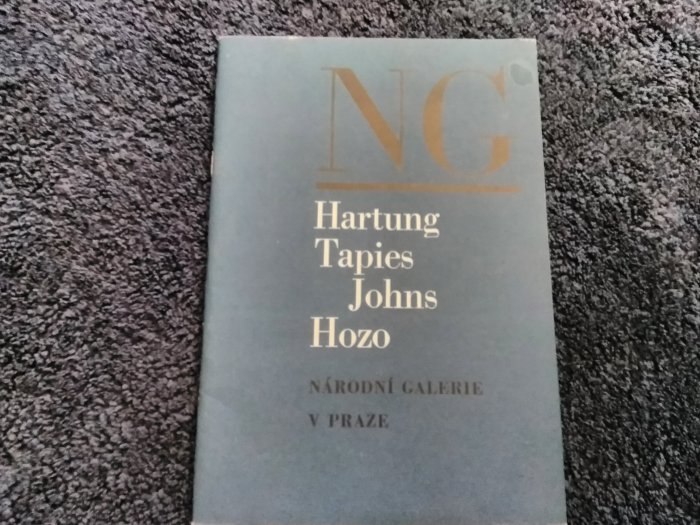 NG
Hartung
Tapies
Johns
Hozo
NÁRODNÍ GALERIE
V PRAZE